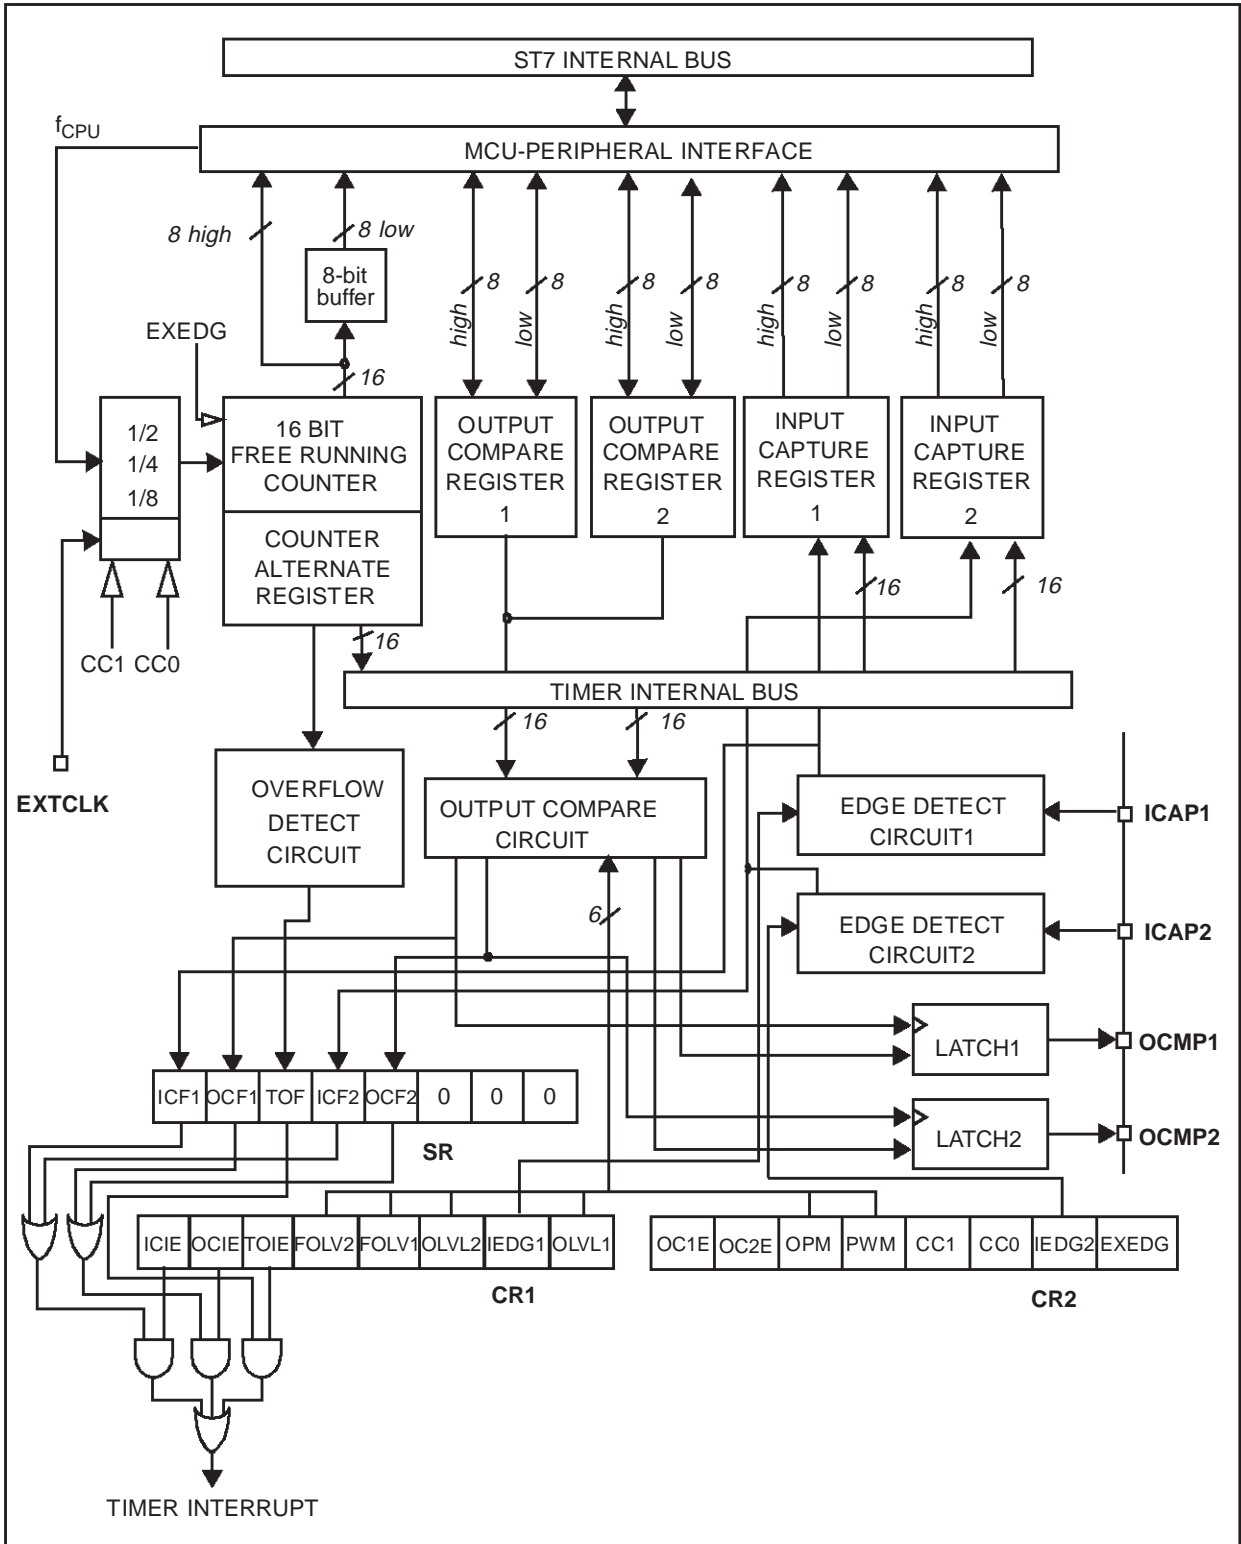 ST7 INTERNAL BUS
fCPU
MCU-PERIPHERAL INTERFACE
8 high
8 low
8-bit
buffer
high
8
low
8
high
8
low
8
high
8
low
8
high
8
low
8
EXEDG
16
1/2
1/4
1/8
16 BIT
FREE RUNNING
COUNTER
OUTPUT
COMPARE
REGISTER
1
OUTPUT
COMPARE
REGISTER
2
INPUT
CAPTURE
REGISTER
1
INPUT
CAPTURE
REGISTER
2
COUNTER
ALTERNATE
REGISTER
16
16
CC1
CC0
16
TIMER INTERNAL BUS
16
16
EXTCLK
OVERFLOW
DETECT
CIRCUIT
OUTPUT COMPARE
CIRCUIT
EDGE DETECT
CIRCUIT1
ICAP1
6
EDGE DETECT
CIRCUIT2
ICAP2
LATCH1
OCMP1
ICF1
OCF1
TOF
ICF2
OCF2
0
0
0
SR
LATCH2
OCMP2
ICIE
OCIE
TOIE
FOLV2
FOLV1
OLVL2
IEDG1
OLVL1
CR1
OC1E
OC2E
OPM
PWM
CC1
CC0
IEDG2
EXEDG
CR2
TIMER INTERRUPT